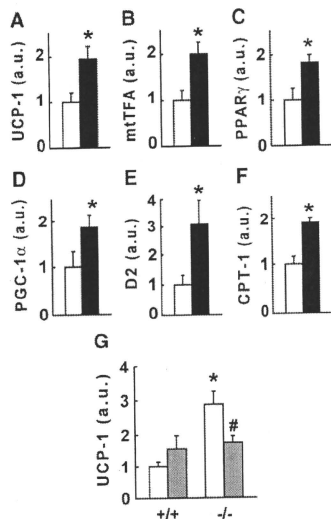 A
UCP-1 (a.u.)
2
1
0
*
B
mtTFA (a.u.)
2
1
0
*
C
PPARγ (a.u.)
2
1
0
*
D
PGC-1α (a.u.)
2
1
0
*
E
D2 (a.u.)
4
3
2
1
0
*
F
CPT-1 (a.u.)
2
1
0
*
G
UCP-1 (a.u.)
4
3
2
1
0
*
#
+/+ -/-